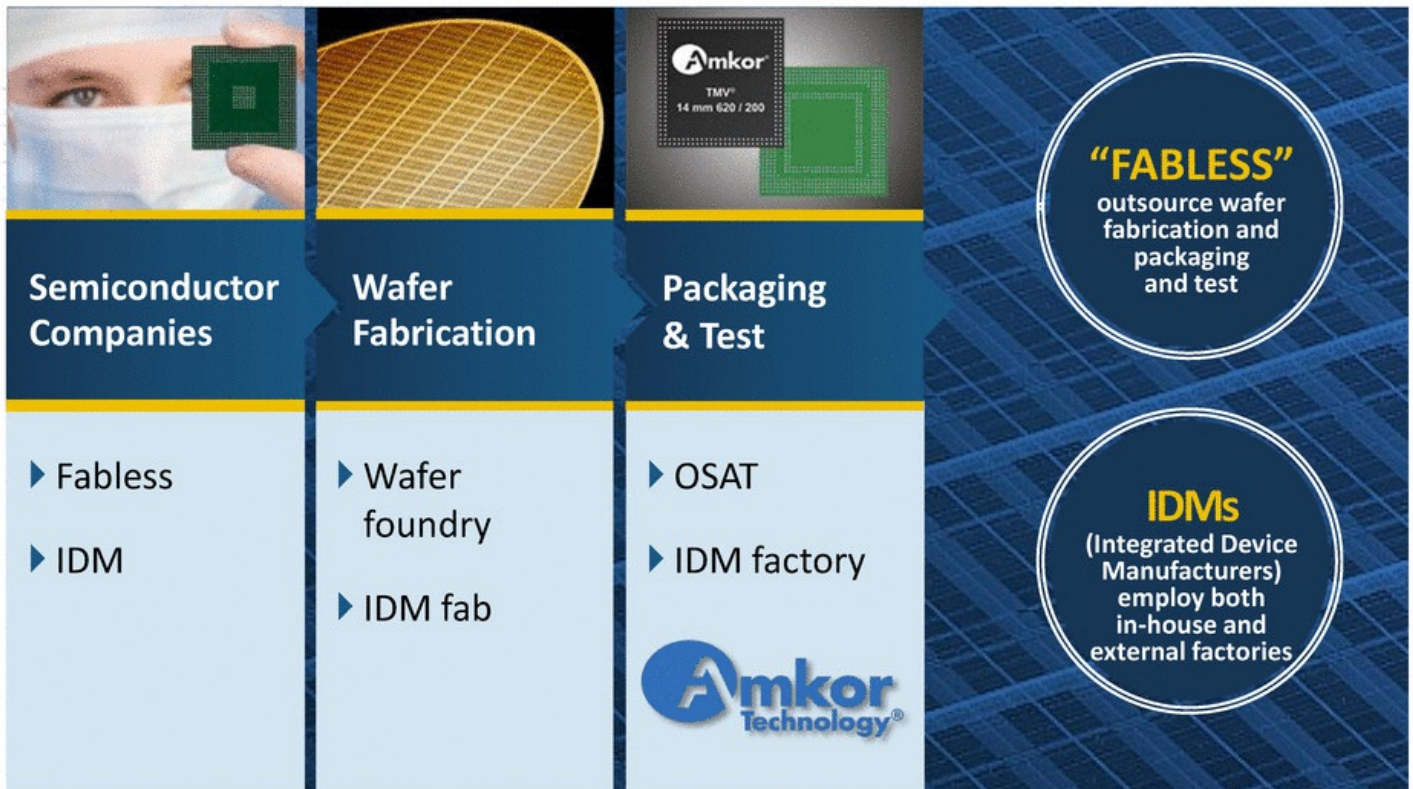 Amkor®
TMV®
14 mm 620 / 200
Semiconductor
Companies
Fabless
IDM
Wafer
Fabrication
Wafer
foundry
IDM fab
Packaging
& Test
OSAT
IDM factory
Amkor
Technology®
“FABLESS”
outsource wafer
fabrication and
packaging
and test
IDMs
(Integrated Device
Manufacturers)
employ both
in-house and
external factories